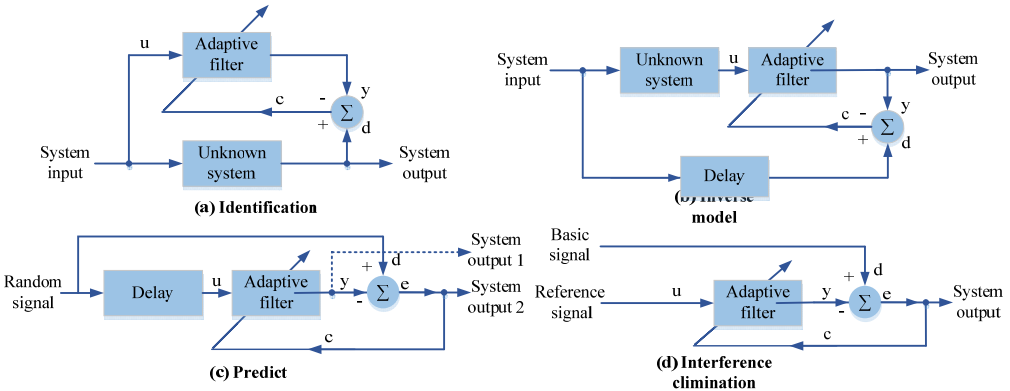 u
Adaptive
filter
y
c
-
+
Σ
d
System
input
Unknown
system
System
output
(a) Identification
System
input
Unknown
system
u
Adaptive
filter
System
output
y
c
-
+
Σ
d
Delay
(b) Inverse
model
Random
signal
Delay
u
Adaptive
filter
y
+
-
d
Σ
e
c
System
output 1
System
output 2
(c) Predict
Basic
signal
Reference
signal
u
Adaptive
filter
y
+
-
d
Σ
e
c
System
output
(d) Interference
climination